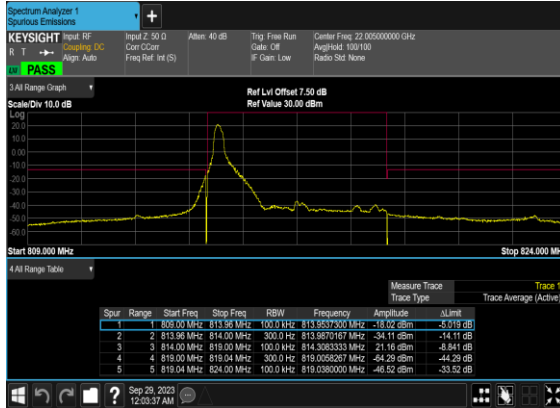 Spectrum Analyzer 1
Spurious Emissions
KEYSIGHT Input: RF Input Z: 50 Ω Atten: 40 dB Trig: Free Run Center Freq: 22.005000000 GHz
R T Coupling: DC Corr CCorr Gate: Off Avg|Hold: 100/100
Align: Auto Freq Ref: Int (S) IF Gain: Low Radio Std: None
PASS
3 All Range Graph
Ref Lvl Offset 7.50 dB
Scale/Div 10.0 dB Ref Value 30.00 dBm
Log
20.0
10.0
0.00
-10.0
-20.0
-30.0
-40.0
-50.0
-60.0
Start 809.000 MHz Stop 824.000 MHz
4 All Range Table
Measure Trace Trace 1
Trace Type Trace Average (Active)
Spur Range Start Freq Stop Freq RBW Frequency Amplitude ΔLimit
1 1 809.00 MHz 813.96 MHz 100.0 kHz 813.9537300 MHz -18.02 dBm -5.019 dB
2 2 813.96 MHz 814.00 MHz 300.0 Hz 813.9870167 MHz -34.11 dBm -14.11 dB
3 3 814.00 MHz 819.00 MHz 100.0 kHz 814.3083333 MHz 21.16 dBm -8.841 dB
4 4 819.00 MHz 819.04 MHz 300.0 Hz 819.0058267 MHz -64.29 dBm -44.29 dB
5 5 819.04 MHz 824.00 MHz 100.0 kHz 819.0380000 MHz -46.52 dBm -33.52 dB
Sep 29, 2023
12:03:37 AM